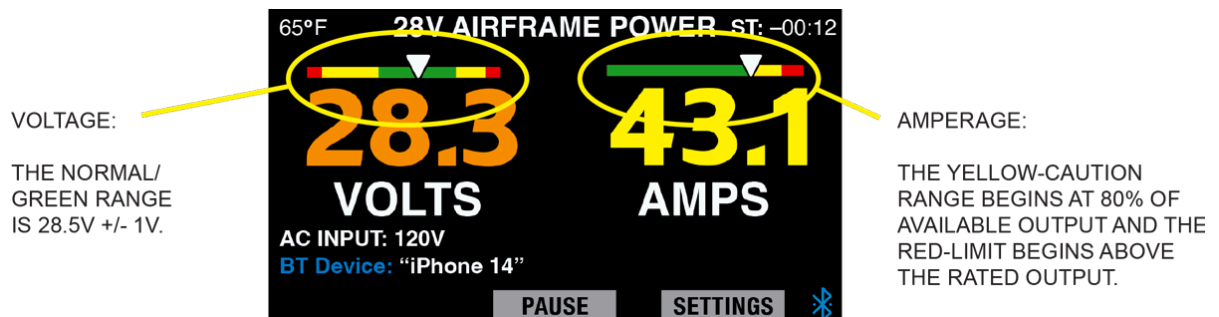 65°F 28V AIRFRAME POWER ST: –00:12
28.3 43.1
VOLTS AMPS
AC INPUT: 120V
BT Device: “iPhone 14”
PAUSE SETTINGS
VOLTAGE:
THE NORMAL/
GREEN RANGE
IS 28.5V +/- 1V.
AMPERAGE:
THE YELLOW-CAUTION
RANGE BEGINS AT 80% OF
AVAILABLE OUTPUT AND THE
RED-LIMIT BEGINS ABOVE
THE RATED OUTPUT.